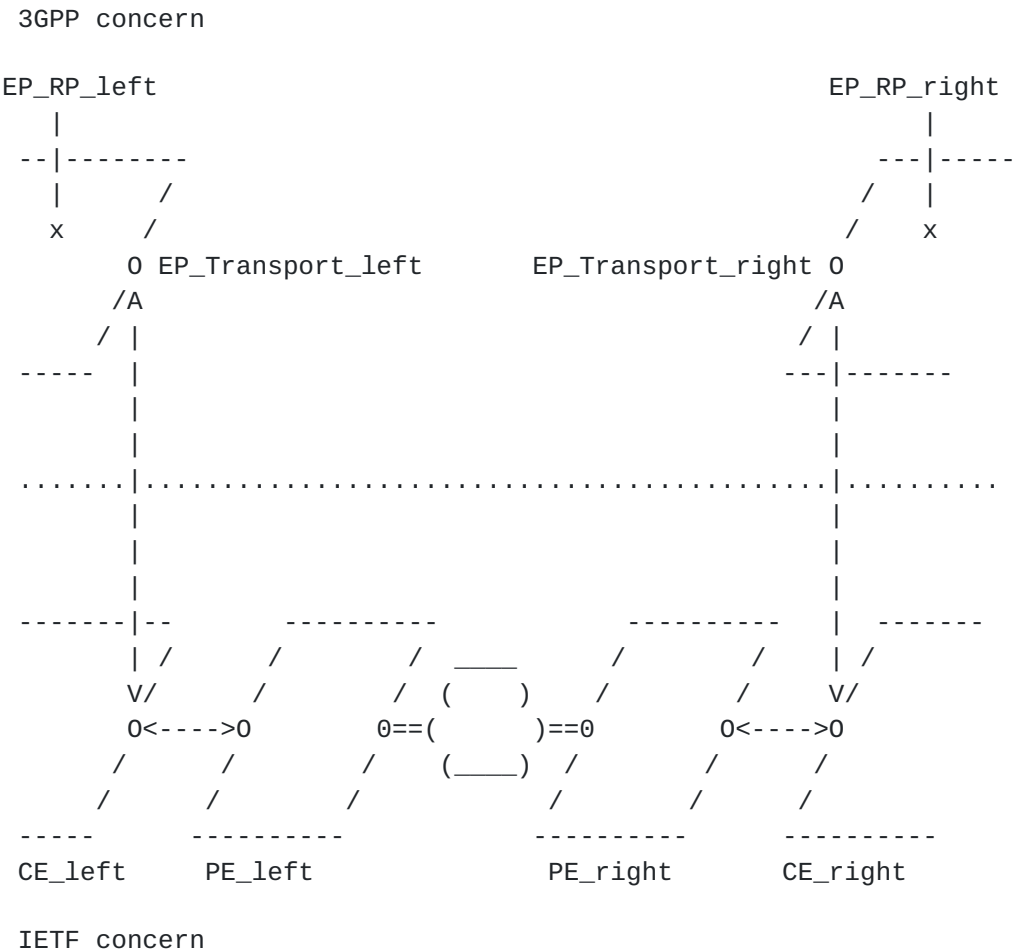 3GPP concern
EP_RP_left EP_RP_right
x x
O EP_Transport_left EP_Transport_right O
A A
V V
O<---->O 0==( )==0 O<---->O
CE_left PE_left PE_right CE_right
IETF concern